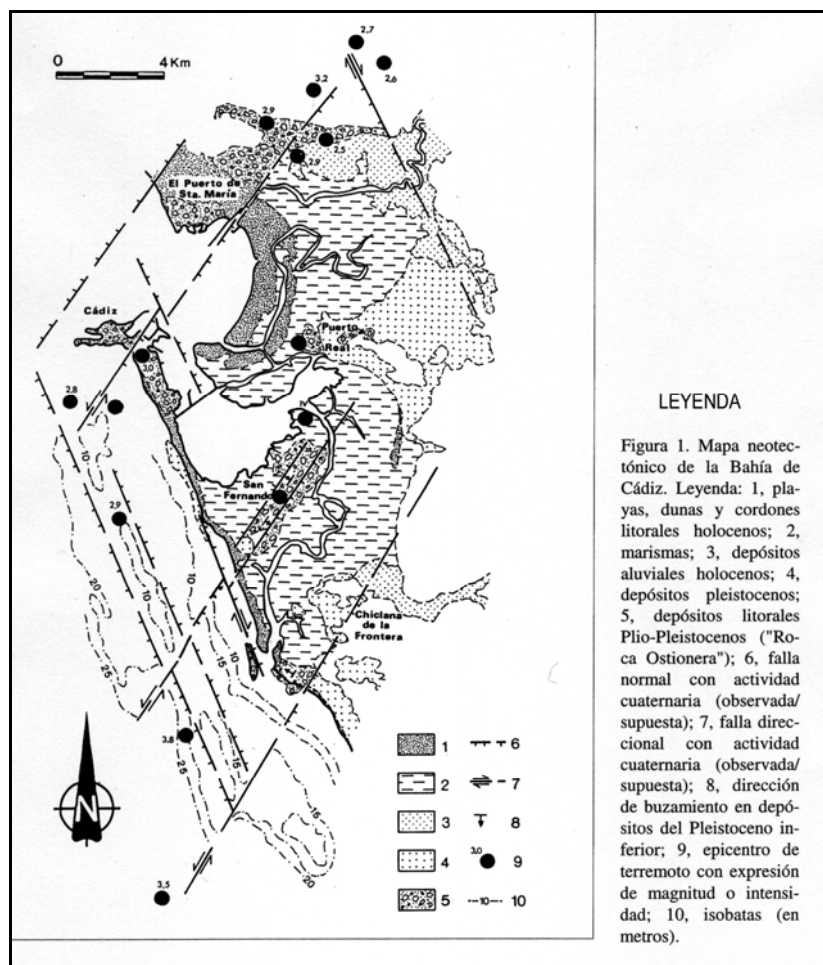 2,7
0 4 Km
2,6
3,2
2,9
2,5
2,9
El Puerto de
Sta. María
Cádiz
Puerto
Real
3,0
2,8
10
San
Fernando
2,9
10
10
20
10
15
Chiclana
de la
Frontera
25
3,8
25
15
15
20
3,5
N
1
2
3
4
5
6
7
8
3,0 9
10 10
LEYENDA
Figura 1. Mapa neotec-
tónico de la Bahía de
Cádiz. Leyenda: 1, pla-
yas, dunas y cordones
litorales holocenos; 2,
marismas; 3, depósitos
aluviales holocenos; 4,
depósitos pleistocenos;
5, depósitos litorales
Plio-Pleistocenos ("Ro-
ca Ostionera"); 6, falla
normal con actividad
cuaternaria (observada/
supuesta); 7, falla direc-
cional con actividad
cuaternaria (observada/
supuesta); 8, dirección
de buzamiento en depó-
sitos del Pleistoceno in-
ferior; 9, epicentro de
terremoto con expresión
de magnitud o intensi-
dad; 10, isobatas (en
metros).